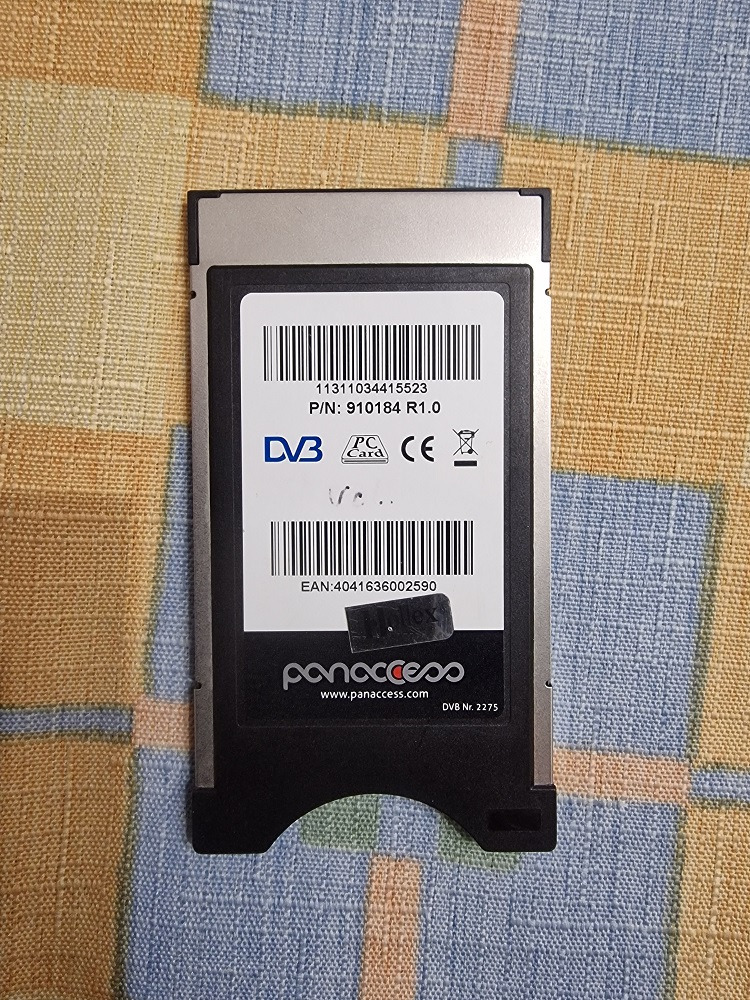 11311034415523
P/N: 910184 R1.0
DVB PC Card CE
EAN:4041636002590
panaccess
www.panaccess.com
DVB Nr. 2275